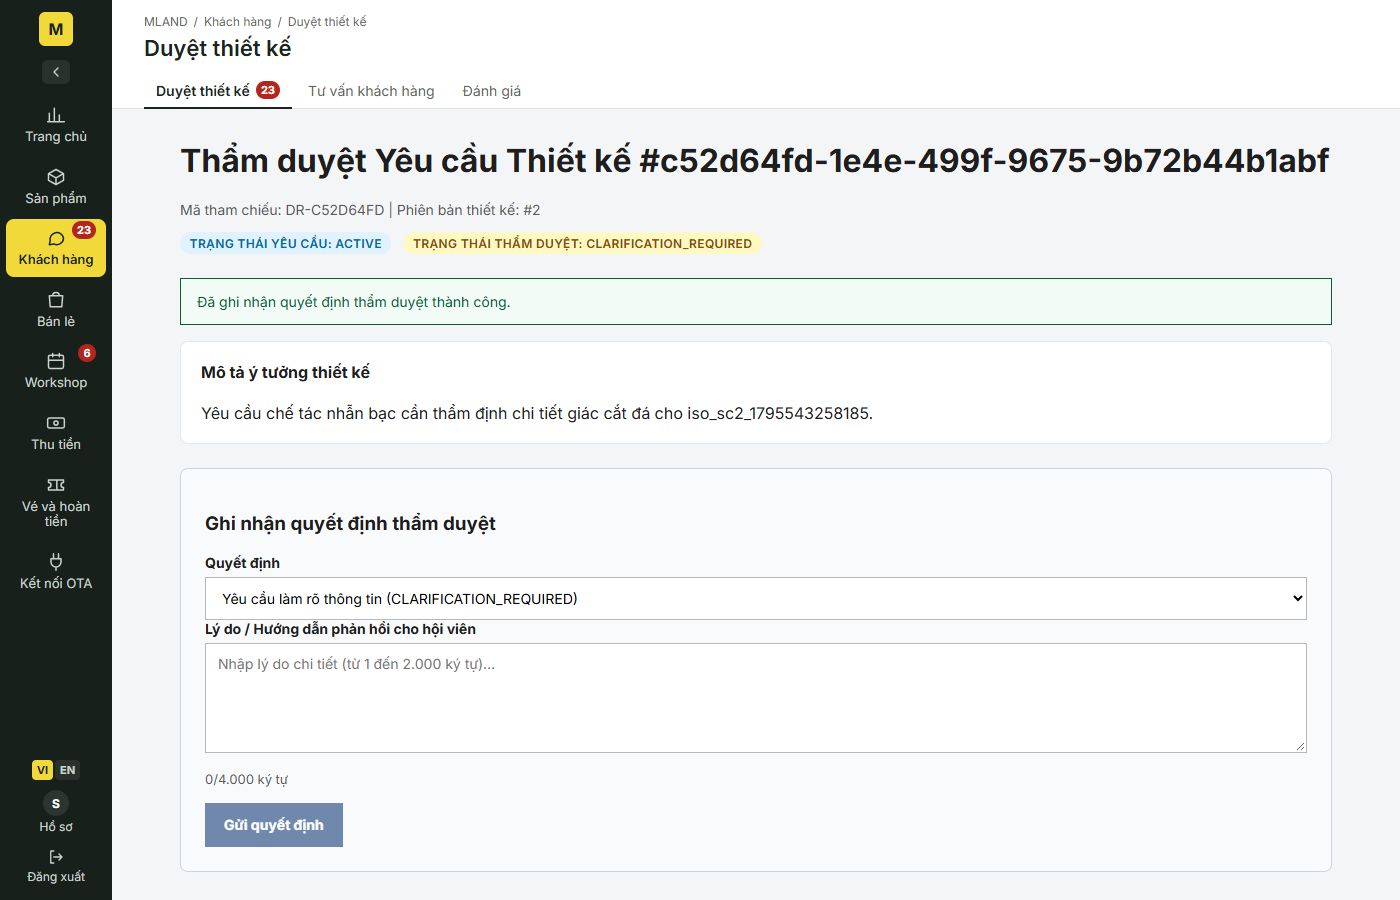 M
Trang chủ
Sản phẩm
23
Khách hàng
Bán lẻ
6
Workshop
Thu tiền
Vé và hoàn
tiền
Kết nối OTA
VI EN
S
Hồ sơ
Đăng xuất
MLAND / Khách hàng / Duyệt thiết kế
Duyệt thiết kế
Duyệt thiết kế 23 Tư vấn khách hàng Đánh giá
Thẩm duyệt Yêu cầu Thiết kế #c52d64fd-1e4e-499f-9675-9b72b44b1abf
Mã tham chiếu: DR-C52D64FD | Phiên bản thiết kế: #2
TRẠNG THÁI YÊU CẦU: ACTIVE TRẠNG THÁI THẨM DUYỆT: CLARIFICATION_REQUIRED
Đã ghi nhận quyết định thẩm duyệt thành công.
Mô tả ý tưởng thiết kế
Yêu cầu chế tác nhẫn bạc cần thẩm định chi tiết giác cắt đá cho iso_sc2_1795543258185.
Ghi nhận quyết định thẩm duyệt
Quyết định
Yêu cầu làm rõ thông tin (CLARIFICATION_REQUIRED)
Lý do / Hướng dẫn phản hồi cho hội viên
Nhập lý do chi tiết (từ 1 đến 2.000 ký tự)...
0/4.000 ký tự
Gửi quyết định